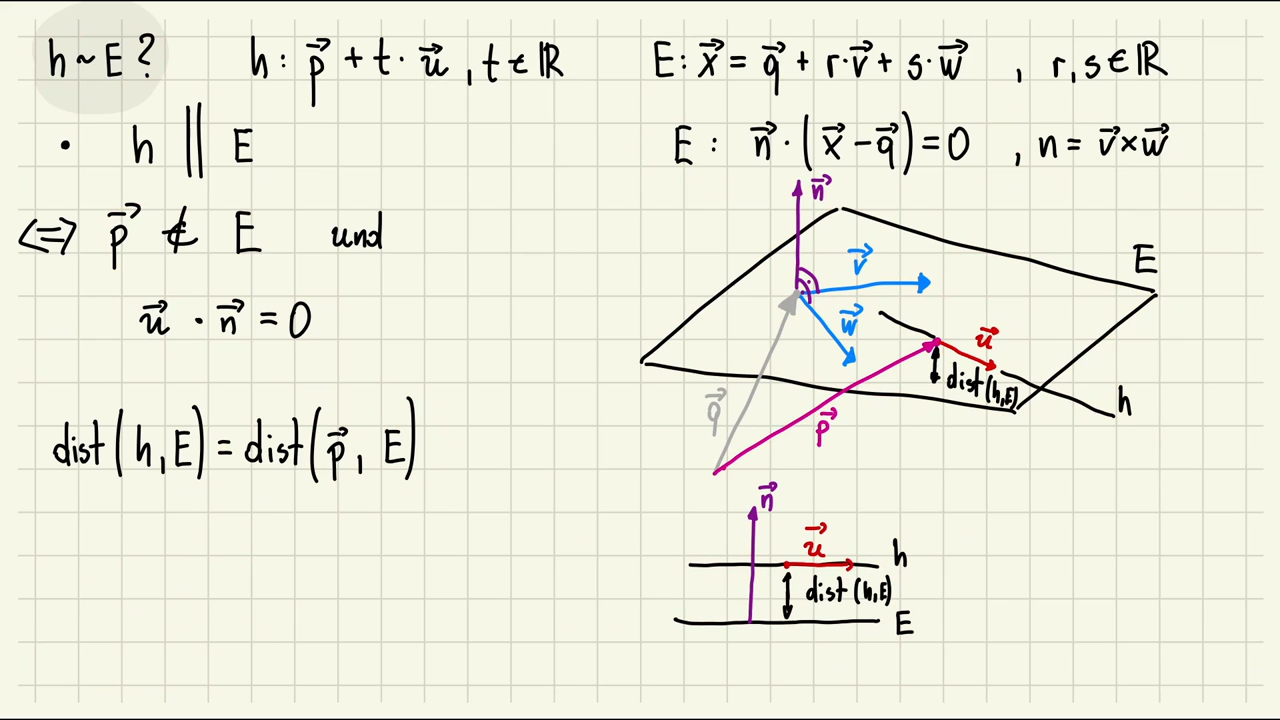 h ~ E ?
h : p⃗ + t · u⃗ , t ∈ ℝ
E : x⃗ = q⃗ + r · v⃗ + s · w⃗ , r, s ∈ ℝ
• h || E
E : n⃗ · (x⃗ − q⃗) = 0 , n = v⃗ × w⃗
⟺ p⃗ ∉ E und
u⃗ · n⃗ = 0
dist(h, E) = dist(p⃗, E)
n⃗
v⃗
E
w⃗
u⃗
dist(h, E)
h
q⃗
p⃗
n⃗
u⃗
h
dist(h, E)
E